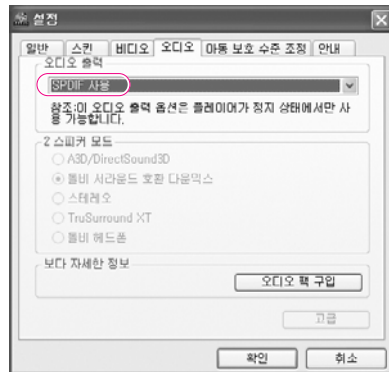 설정
일반 스킨 비디오 오디오 아동 보호 수준 조정 안내
오디오 출력
SPDIF 사용
참조:이 오디오 출력 옵션은 플레이어가 정지 상태에서만 사
용 가능합니다.
2 스피커 모드
A3D/DirectSound3D
돌비 서라운드 호환 다운믹스
스테레오
TruSurround XT
돌비 헤드폰
보다 자세한 정보
오디오 팩 구입
고급
확인 취소